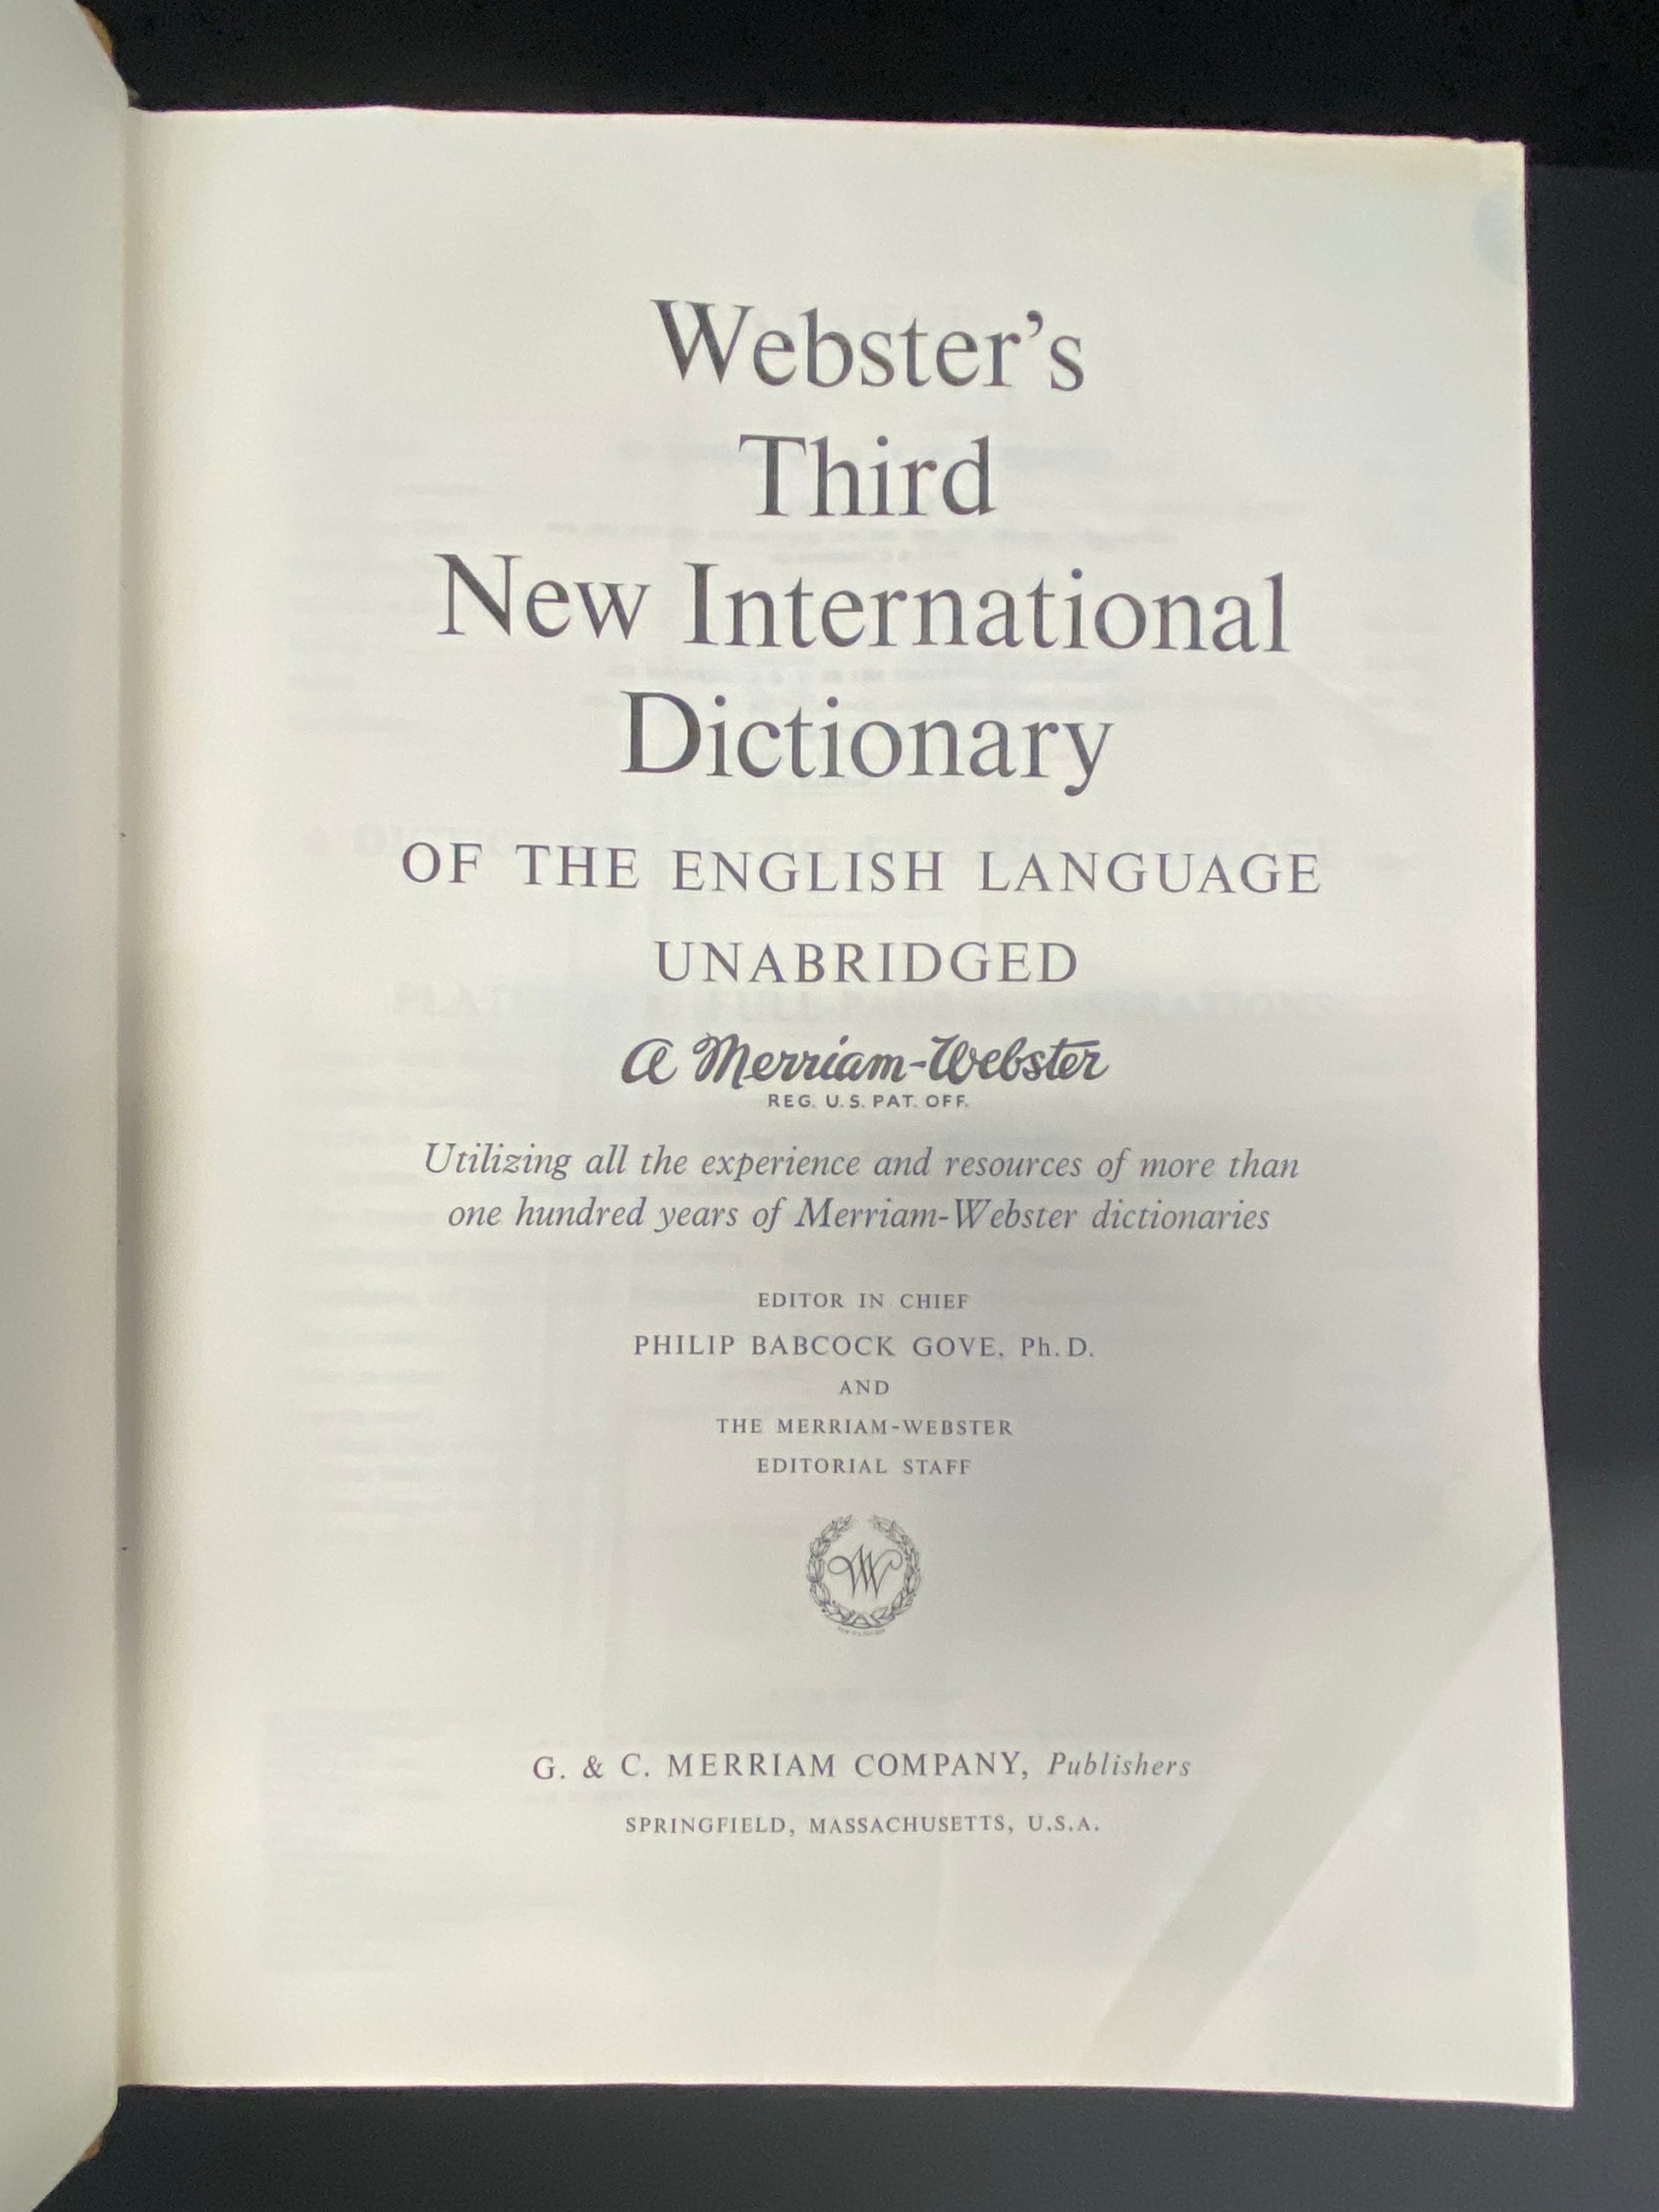 Webster's
Third
New International
Dictionary
OF THE ENGLISH LANGUAGE
UNABRIDGED
a Merriam-Webster
REG. U.S. PAT. OFF.
Utilizing all the experience and resources of more than
one hundred years of Merriam-Webster dictionaries
EDITOR IN CHIEF
PHILIP BABCOCK GOVE, Ph.D.
AND
THE MERRIAM-WEBSTER
EDITORIAL STAFF
W
G. & C. MERRIAM COMPANY, Publishers
SPRINGFIELD, MASSACHUSETTS, U.S.A.